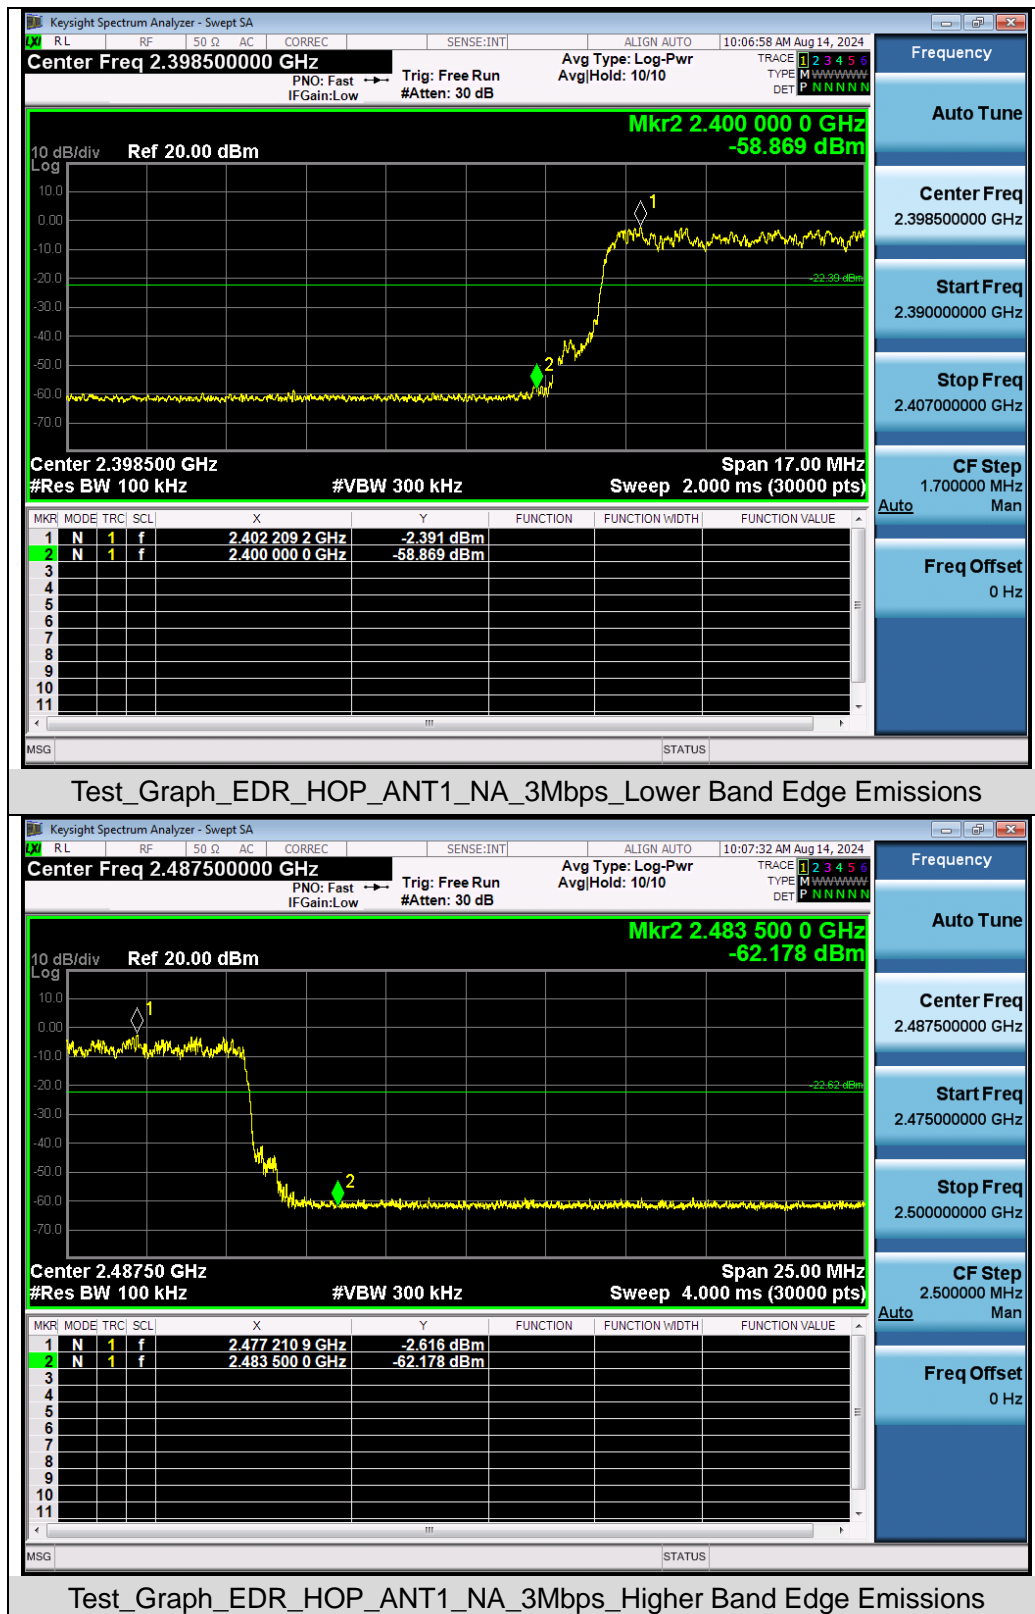 Keysight Spectrum Analyzer - Swept SA
LXI RL RF 50 Ω AC CORREC SENSE:INT ALIGN AUTO 10:06:58 AM Aug 14, 2024
Center Freq 2.398500000 GHz
PNO: Fast
IFGain:Low
Trig: Free Run
#Atten: 30 dB
Avg Type: Log-Pwr
Avg|Hold: 10/10
TRACE 1 2 3 4 5 6
TYPE M WWWWW
DET P N N N N N
Mkr2 2.400 000 0 GHz
-58.869 dBm
10 dB/div Ref 20.00 dBm
Log
10.0
0.00
-10.0
-20.0
-30.0
-40.0
-50.0
-60.0
-70.0
1
-22.39 dBm
2
Center 2.398500 GHz Span 17.00 MHz
#Res BW 100 kHz #VBW 300 kHz Sweep 2.000 ms (30000 pts)
MKR MODE TRC SCL X Y FUNCTION FUNCTION WIDTH FUNCTION VALUE
1 N 1 f 2.402 209 2 GHz -2.391 dBm
2 N 1 f 2.400 000 0 GHz -58.869 dBm
3
4
5
6
7
8
9
10
11
MSG STATUS
Frequency
Auto Tune
Center Freq
2.398500000 GHz
Start Freq
2.390000000 GHz
Stop Freq
2.407000000 GHz
CF Step
1.700000 MHz
Auto Man
Freq Offset
0 Hz
Test_Graph_EDR_HOP_ANT1_NA_3Mbps_Lower Band Edge Emissions
Keysight Spectrum Analyzer - Swept SA
LXI RL RF 50 Ω AC CORREC SENSE:INT ALIGN AUTO 10:07:32 AM Aug 14, 2024
Center Freq 2.487500000 GHz
PNO: Fast
IFGain:Low
Trig: Free Run
#Atten: 30 dB
Avg Type: Log-Pwr
Avg|Hold: 10/10
TRACE 1 2 3 4 5 6
TYPE M WWWWW
DET P N N N N N
Mkr2 2.483 500 0 GHz
-62.178 dBm
10 dB/div Ref 20.00 dBm
Log
10.0
0.00
-10.0
-20.0
-30.0
-40.0
-50.0
-60.0
-70.0
1
-22.62 dBm
2
Center 2.48750 GHz Span 25.00 MHz
#Res BW 100 kHz #VBW 300 kHz Sweep 4.000 ms (30000 pts)
MKR MODE TRC SCL X Y FUNCTION FUNCTION WIDTH FUNCTION VALUE
1 N 1 f 2.477 210 9 GHz -2.616 dBm
2 N 1 f 2.483 500 0 GHz -62.178 dBm
3
4
5
6
7
8
9
10
11
MSG STATUS
Frequency
Auto Tune
Center Freq
2.487500000 GHz
Start Freq
2.475000000 GHz
Stop Freq
2.500000000 GHz
CF Step
2.500000 MHz
Auto Man
Freq Offset
0 Hz
Test_Graph_EDR_HOP_ANT1_NA_3Mbps_Higher Band Edge Emissions